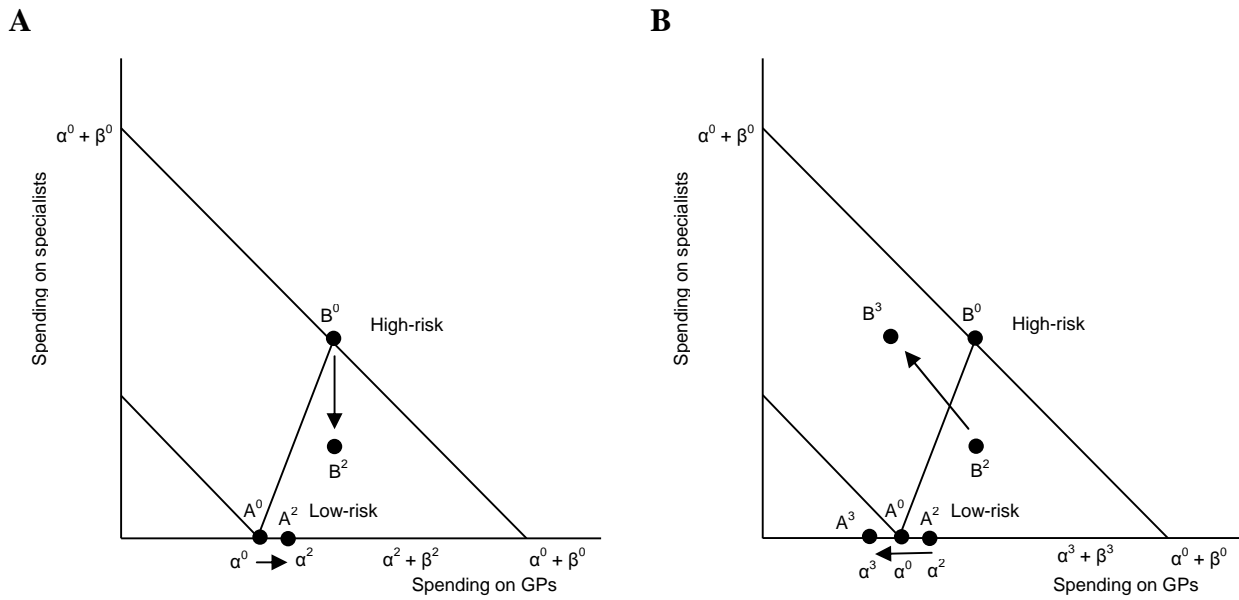 A
Spending on specialists
α⁰ + β⁰
B⁰
High-risk
B²
A⁰
A²
Low-risk
α⁰
α²
α² + β²
α⁰ + β⁰
Spending on GPs
B
Spending on specialists
α⁰ + β⁰
B³
B⁰
High-risk
B²
A³
A⁰
A²
Low-risk
α³
α⁰
α²
α³ + β³
α⁰ + β⁰
Spending on GPs